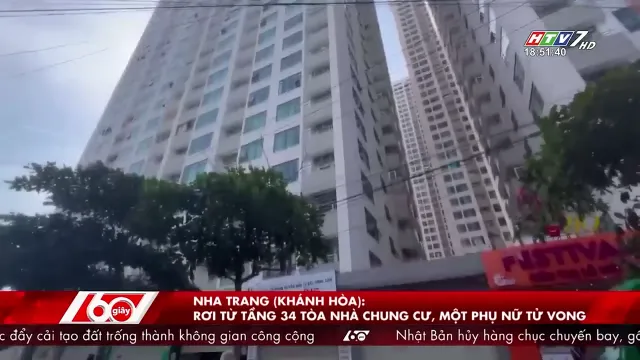 HTV7 HD
18:51:40
FESTIVAL
60 giây
NHA TRANG (KHÁNH HÒA):
RƠI TỪ TẦNG 34 TÒA NHÀ CHUNG CƯ, MỘT PHỤ NỮ TỬ VONG
c đẩy cải tạo đất trống thành không gian công cộng Nhật Bản hủy hàng chục chuyến bay, g